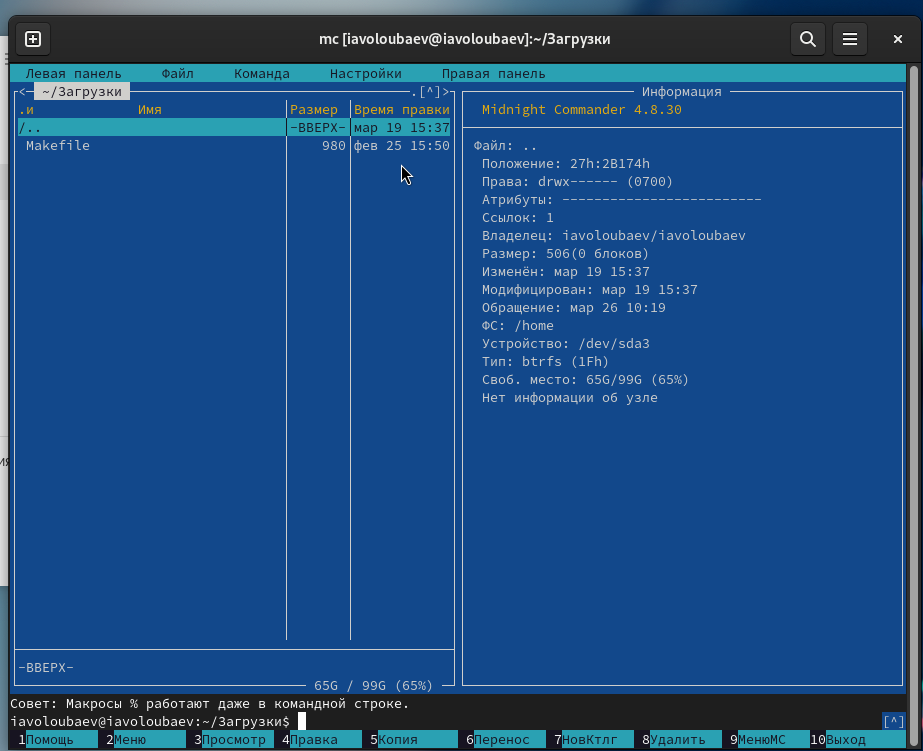 mc [iavoloubaev@iavoloubaev]:~/Загрузки
Левая панель Файл Команда Настройки Правая панель
<─ ~/Загрузки .[^]>
.и Имя Размер Время правки
/.. -ВВЕРХ- мар 19 15:37
Makefile 980 фев 25 15:50
-ВВЕРХ-
65G / 99G (65%)
Информация
Midnight Commander 4.8.30
Файл: ..
Положение: 27h:2B174h
Права: drwx------ (0700)
Атрибуты: -------------------------
Ссылок: 1
Владелец: iavoloubaev/iavoloubaev
Размер: 506(0 блоков)
Изменён: мар 19 15:37
Модифицирован: мар 19 15:37
Обращение: мар 26 10:19
ФС: /home
Устройство: /dev/sda3
Тип: btrfs (1Fh)
Своб. место: 65G/99G (65%)
Нет информации об узле
Совет: Макросы % работают даже в командной строке.
iavoloubaev@iavoloubaev:~/Загрузки$ [^]
1Помощь 2Меню 3Просмотр 4Правка 5Копия 6Перенос 7НовКтлг 8Удалить 9МенюМС 10Выход